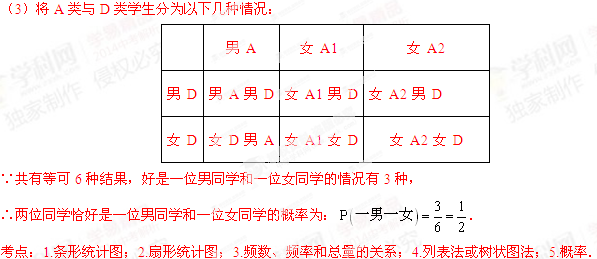 （3）将 A 类与 D 类学生分为以下几种情况：
男 A 女 A1 女 A2
男 D 男 A 男 D 女 A1 男 D 女 A2 男 D
女 D 女 D 男 A 女 A1 女 D 女 A2 女 D
∵共有等可 6 种结果，好是一位男同学和一位女同学的情况有 3 种，
∴两位同学恰好是一位男同学和一位女同学的概率为：P(一男一女)=3/6=1/2．
考点：1.条形统计图；2.扇形统计图；3.频数、频率和总量的关系；4.列表法或树状图法；5.概率．